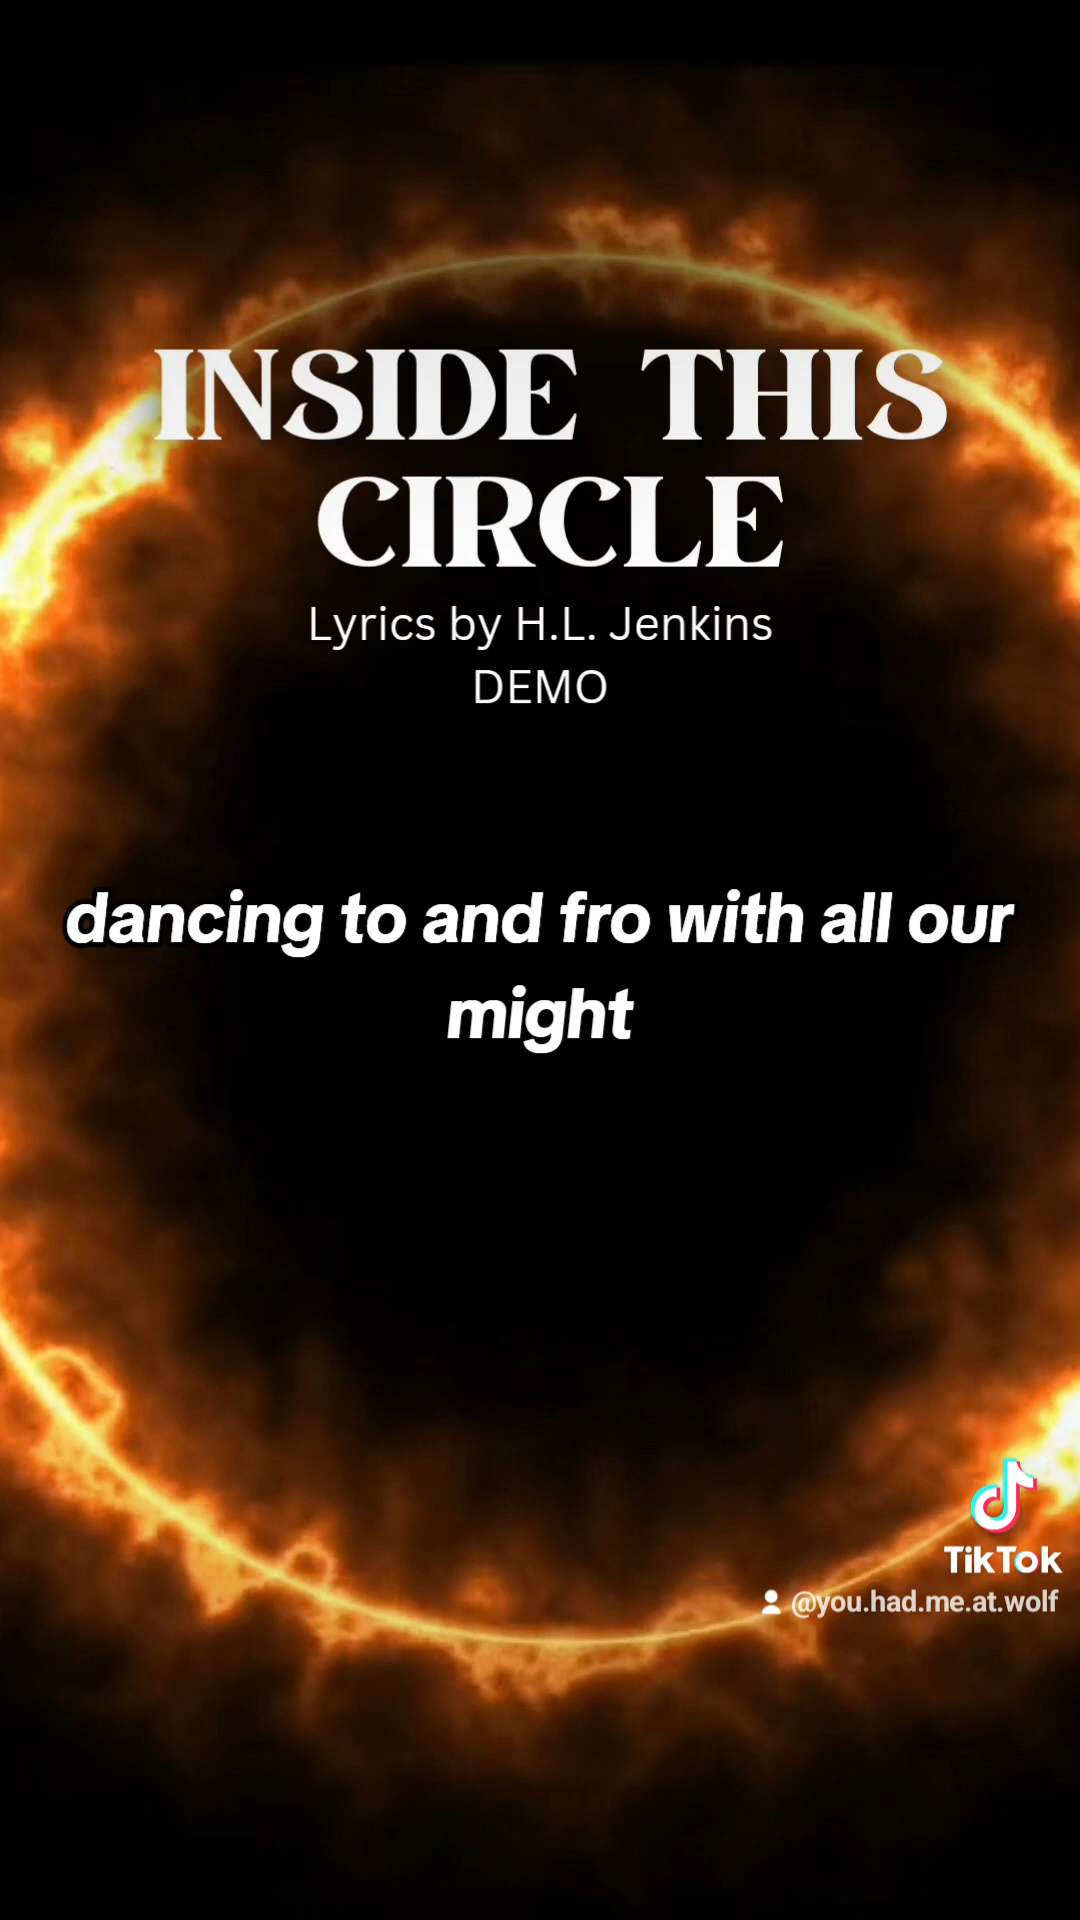 INSIDE THIS
CIRCLE
Lyrics by H.L. Jenkins
DEMO
dancing to and fro with all our
might
TikTok
@you.had.me.at.wolf